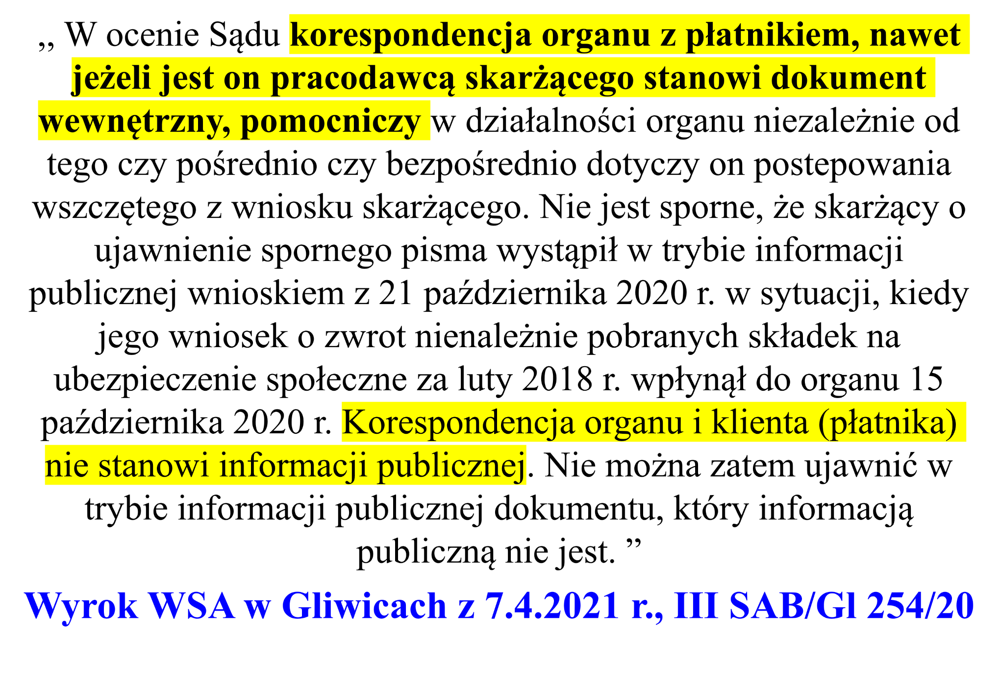 „ W ocenie Sądu korespondencja organu z płatnikiem, nawet
jeżeli jest on pracodawcą skarżącego stanowi dokument
wewnętrzny, pomocniczy w działalności organu niezależnie od
tego czy pośrednio czy bezpośrednio dotyczy on postepowania
wszczętego z wniosku skarżącego. Nie jest sporne, że skarżący o
ujawnienie spornego pisma wystąpił w trybie informacji
publicznej wnioskiem z 21 października 2020 r. w sytuacji, kiedy
jego wniosek o zwrot nienależnie pobranych składek na
ubezpieczenie społeczne za luty 2018 r. wpłynął do organu 15
października 2020 r. Korespondencja organu i klienta (płatnika)
nie stanowi informacji publicznej. Nie można zatem ujawnić w
trybie informacji publicznej dokumentu, który informacją
publiczną nie jest. ”
Wyrok WSA w Gliwicach z 7.4.2021 r., III SAB/Gl 254/20